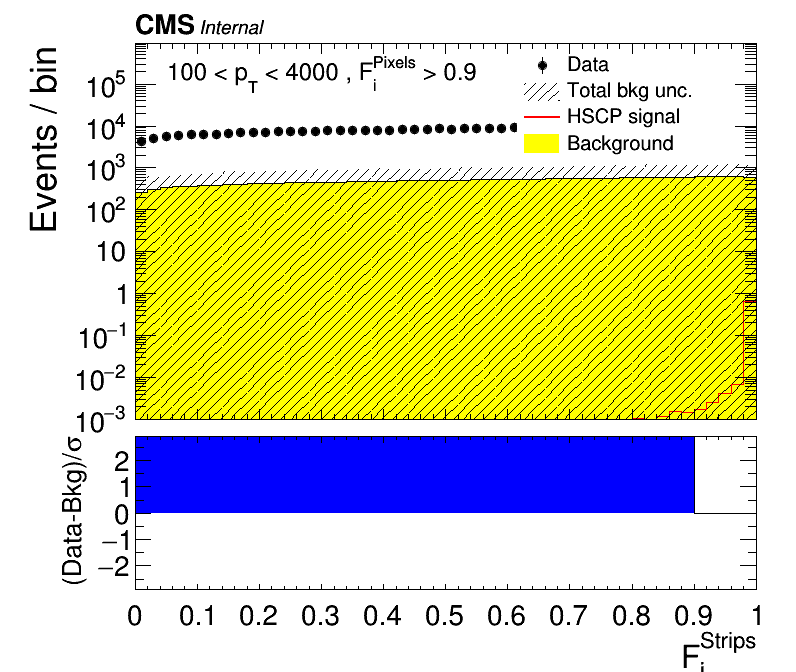 CMS Internal
100 < p_T < 4000 , F_i^Pixels > 0.9
Data
Total bkg unc.
HSCP signal
Background
Events / bin
10^5
10^4
10^3
10^2
10
1
10^−1
10^−2
10^−3
(Data-Bkg)/σ
2
1
0
−1
−2
0 0.1 0.2 0.3 0.4 0.5 0.6 0.7 0.8 0.9 1
F_i^Strips